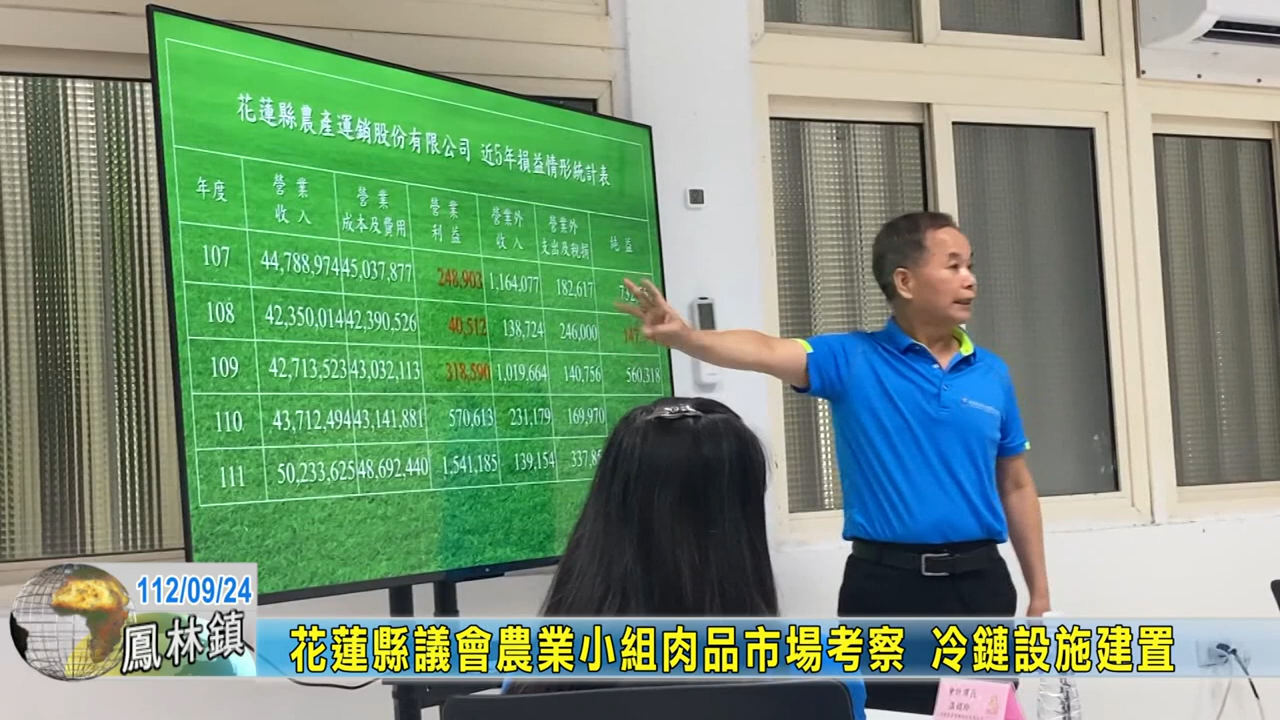 花蓮縣農產運銷股份有限公司 近5年損益情形統計表
年度 營業收入 營業成本及費用 營業利益 營業外收入 營業外支出及稅捐 純益
107 44,788,974 45,037,877 248,903 1,164,077 182,617
108 42,350,014 42,390,526 40,512 138,724 246,000
109 42,713,523 43,032,113 318,590 1,019,664 140,756 560,318
110 43,712,494 43,141,881 570,613 231,179 169,970
111 50,233,625 48,692,440 1,541,185 139,154
112/09/24
鳳林鎮
花蓮縣議會農業小組肉品市場考察 冷鏈設施建置